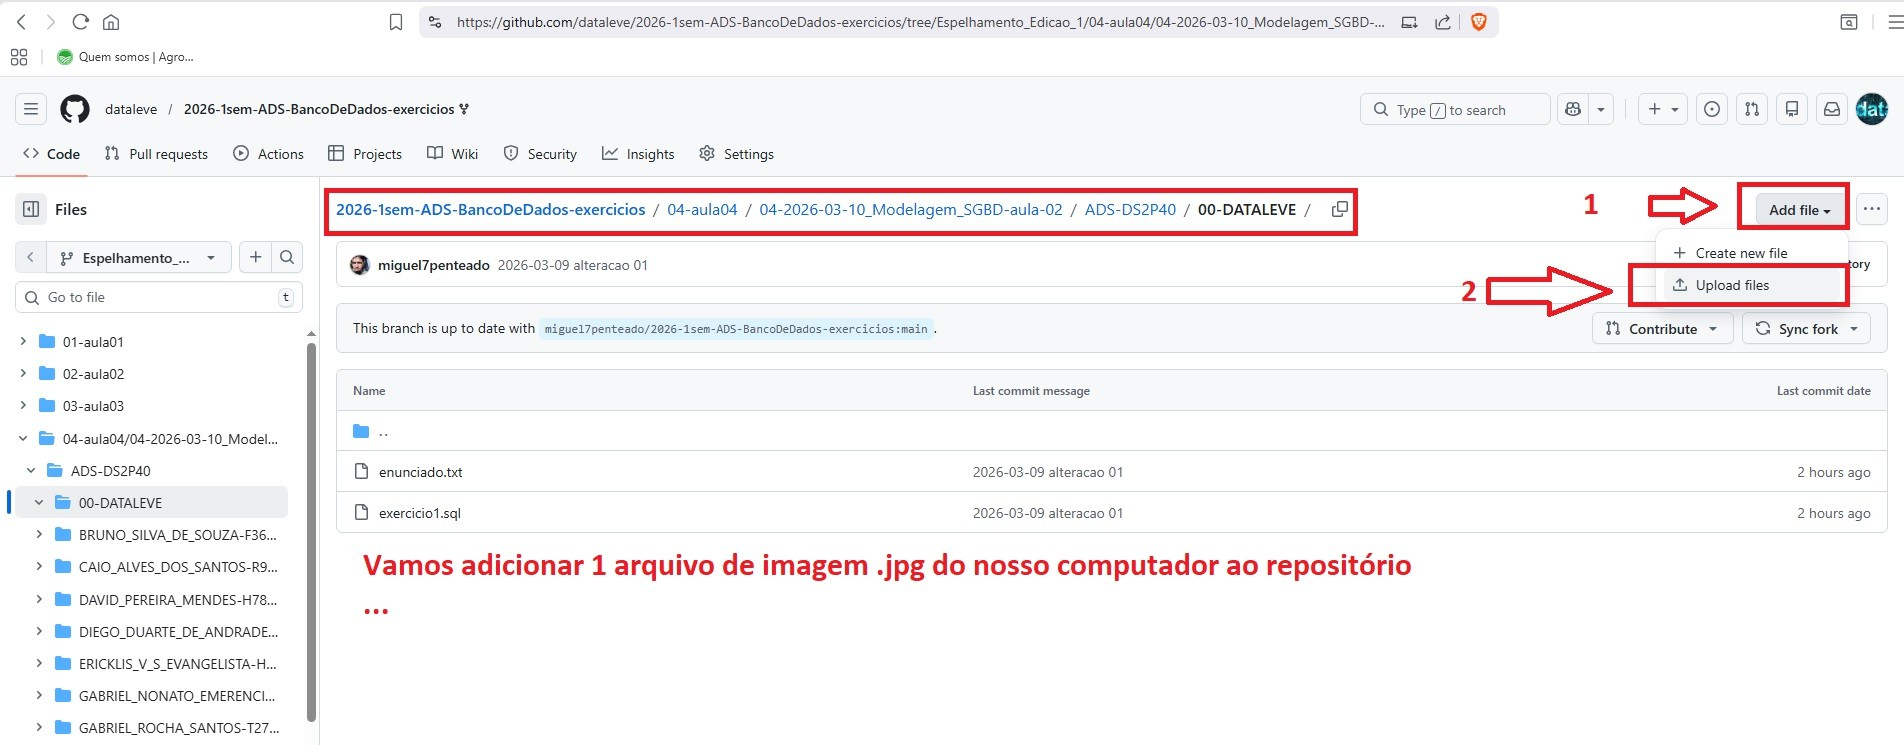 https://github.com/dataleve/2026-1sem-ADS-BancoDeDados-exercicios/tree/Espelhamento_Edicao_1/04-aula04/04-2026-03-10_Modelagem_SGBD-...
Quem somos | Agro...
dataleve / 2026-1sem-ADS-BancoDeDados-exercicios
Type / to search
dat
Code Pull requests Actions Projects Wiki Security Insights Settings
Files
Espelhamento_...
Go to file t
01-aula01
02-aula02
03-aula03
04-aula04/04-2026-03-10_Model...
ADS-DS2P40
00-DATALEVE
BRUNO_SILVA_DE_SOUZA-F36...
CAIO_ALVES_DOS_SANTOS-R9...
DAVID_PEREIRA_MENDES-H78...
DIEGO_DUARTE_DE_ANDRADE...
ERICKLIS_V_S_EVANGELISTA-H...
GABRIEL_NONATO_EMERENCI...
GABRIEL_ROCHA_SANTOS-T27...
2026-1sem-ADS-BancoDeDados-exercicios / 04-aula04 / 04-2026-03-10_Modelagem_SGBD-aula-02 / ADS-DS2P40 / 00-DATALEVE /
1
Add file
...
Create new file
2
Upload files
miguel7penteado 2026-03-09 alteracao 01
tory
This branch is up to date with miguel7penteado/2026-1sem-ADS-BancoDeDados-exercicios:main .
Contribute Sync fork
Name Last commit message Last commit date
..
enunciado.txt 2026-03-09 alteracao 01 2 hours ago
exercicio1.sql 2026-03-09 alteracao 01 2 hours ago
Vamos adicionar 1 arquivo de imagem .jpg do nosso computador ao repositório
...